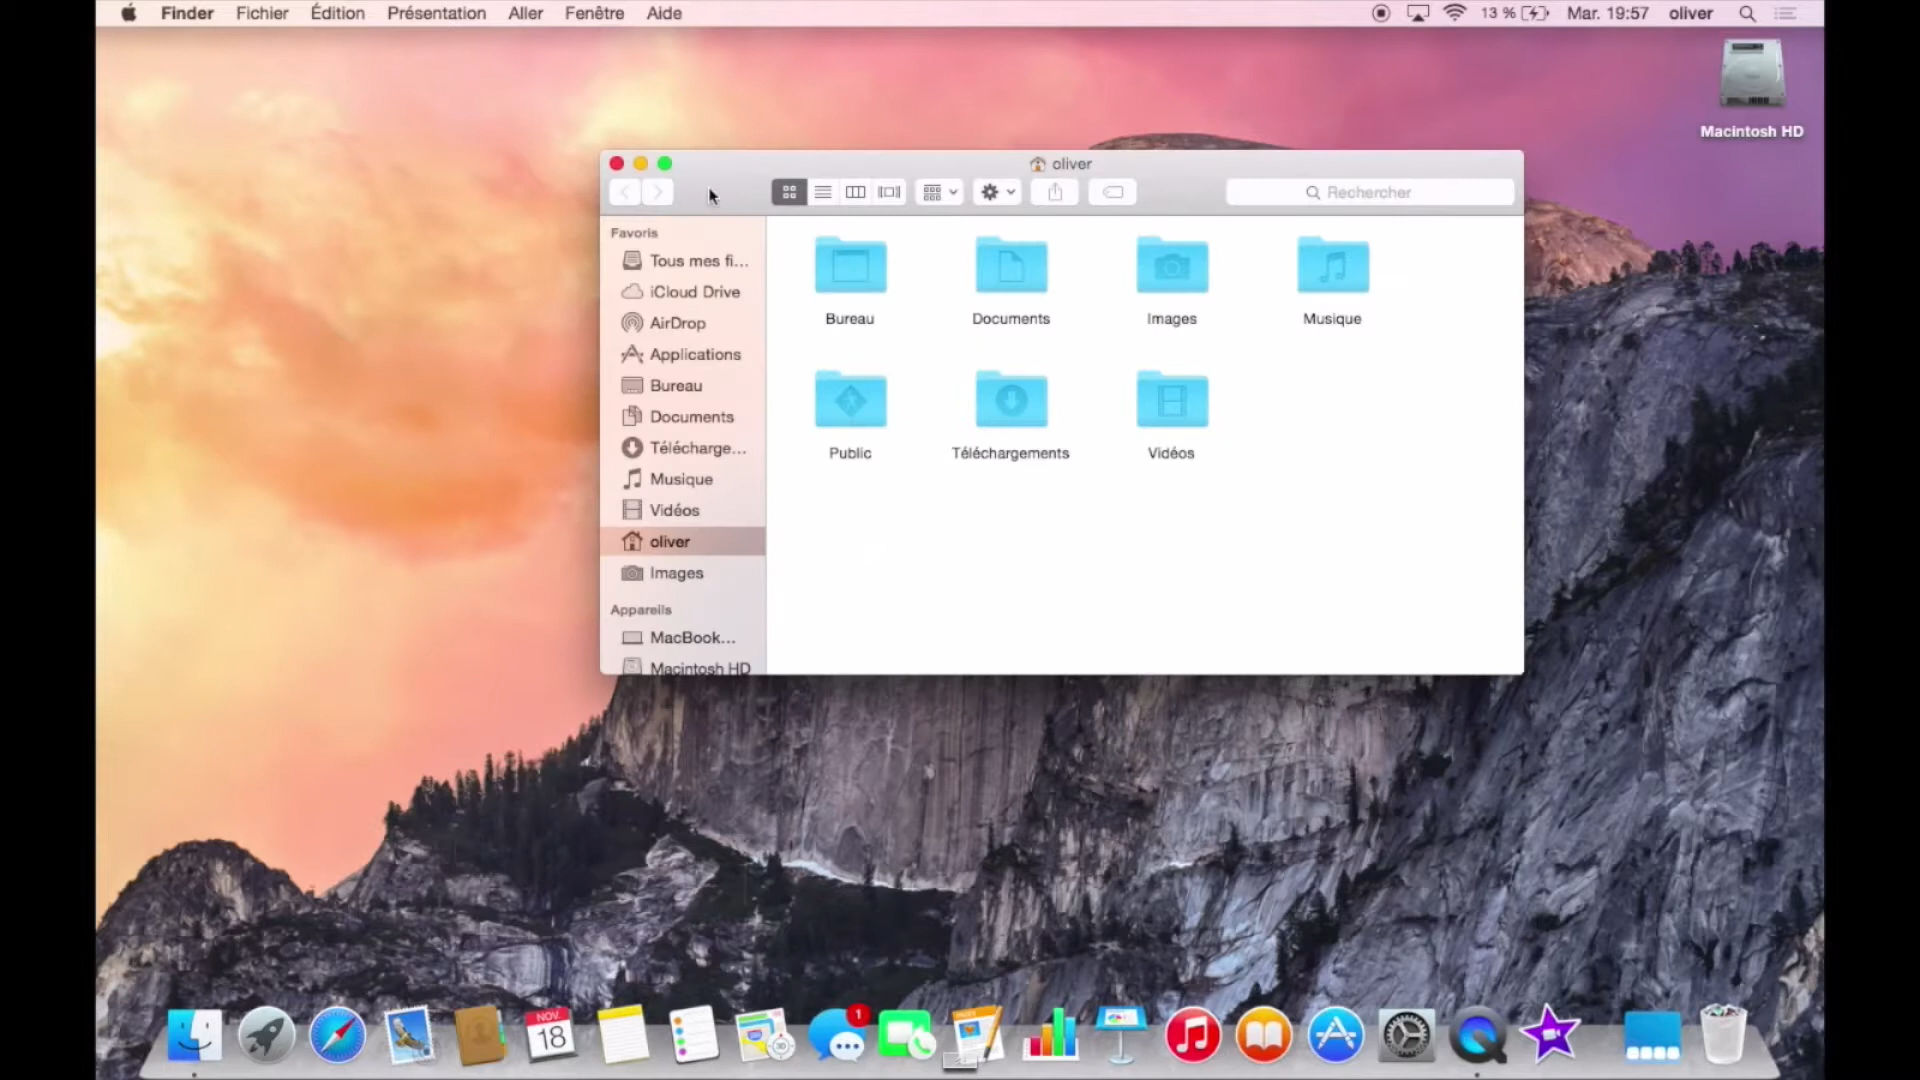 Finder Fichier Édition Présentation Aller Fenêtre Aide 13 % Mar. 19:57 oliver
Macintosh HD
oliver
Rechercher
Favoris
Tous mes fi...
iCloud Drive
AirDrop
Applications
Bureau
Documents
Télécharge...
Musique
Vidéos
oliver
Images
Appareils
MacBook...
Macintosh HD
Bureau Documents Images Musique
Public Téléchargements Vidéos
NOV.
18
1
PAGES